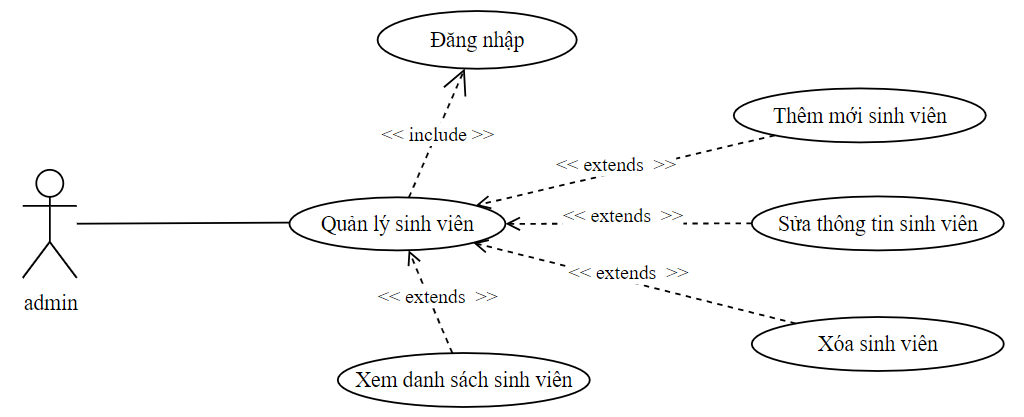 Đăng nhập
Thêm mới sinh viên
<< include >>
<< extends >>
Quản lý sinh viên
<< extends >>
Sửa thông tin sinh viên
<< extends >>
admin
<< extends >>
Xóa sinh viên
Xem danh sách sinh viên